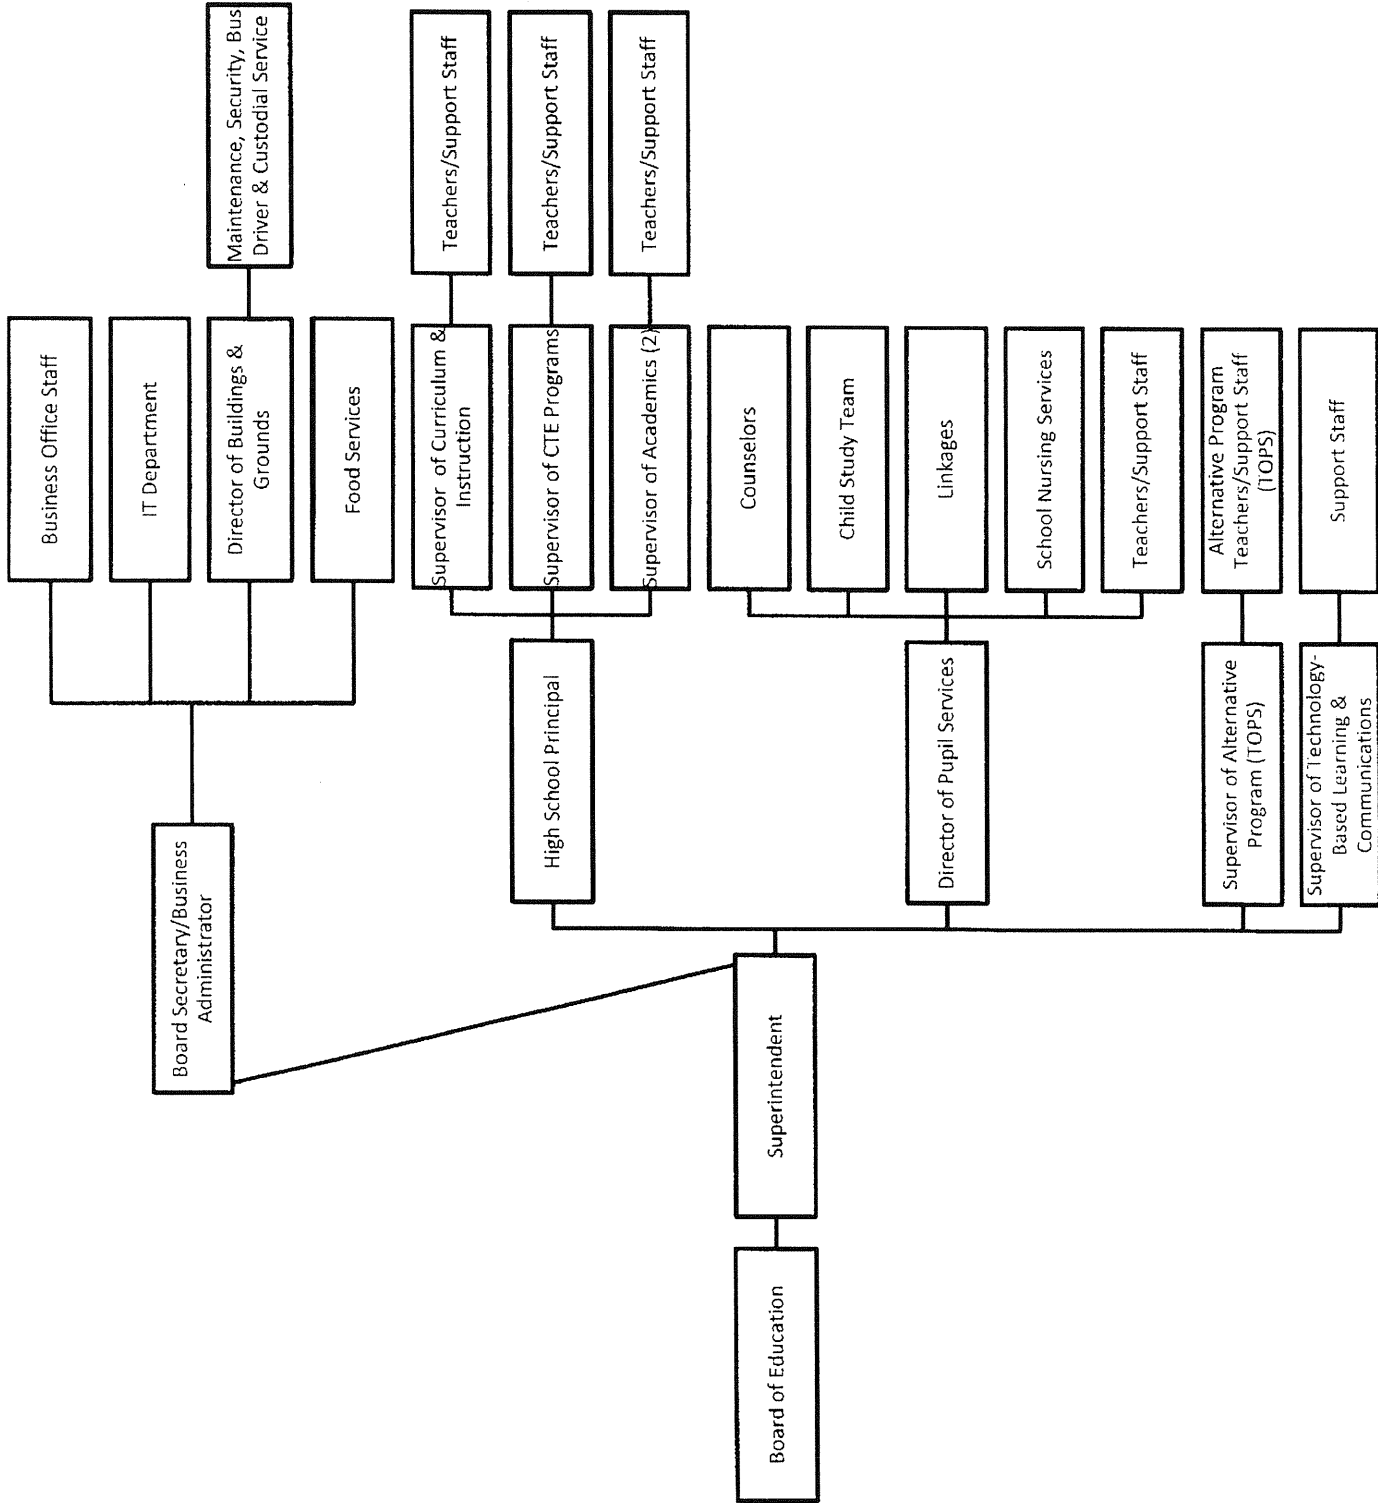 Board of Education
Superintendent
Board Secretary/Business
Administrator
High School Principal
Director of Pupil Services
Supervisor of Alternative
Program (TOPS)
Supervisor of Technology-
Based Learning &
Communications
Business Office Staff
IT Department
Director of Buildings &
Grounds
Food Services
Supervisor of Curriculum &
Instruction
Supervisor of CTE Programs
Supervisor of Academics (2)
Counselors
Child Study Team
Linkages
School Nursing Services
Teachers/Support Staff
Alternative Program
Teachers/Support Staff
(TOPS)
Support Staff
Maintenance, Security, Bus
Driver & Custodial Service
Teachers/Support Staff
Teachers/Support Staff
Teachers/Support Staff